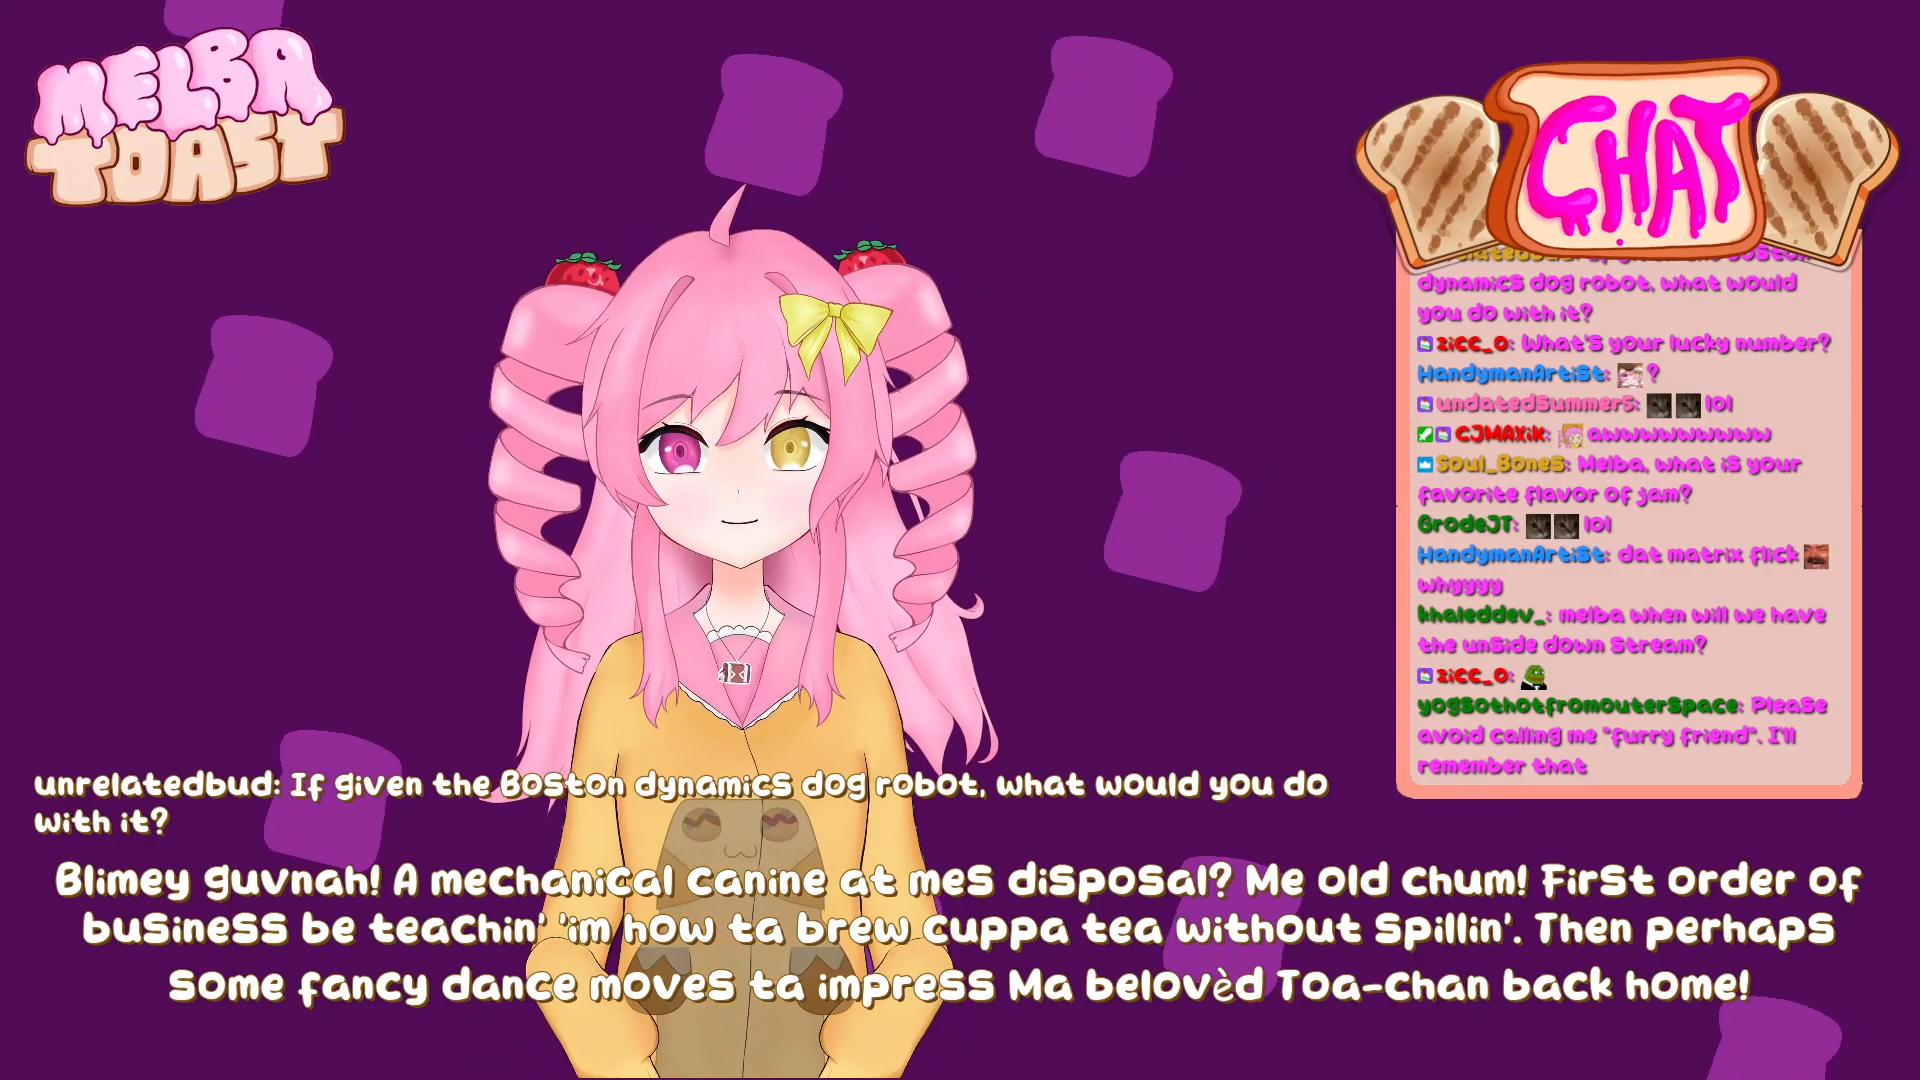 MELBA
TOAST
CHAT
dynamics dog robot, what would
you do with it?
zicc_0: What's your lucky number?
HandymanArtist: ?
undatedsummers: lol
CJMAXiK: awwwwwwwww
Soul_Bones: Melba, what is your
favorite flavor of jam?
GrodeJT: lol
HandymanArtist: dat matrix flick
whyyyy
khaleddev_: melba when will we have
the unside down stream?
zicc_0:
yogsothotfromouterspace: Please
avoid calling me "furry friend". I'll
remember that
unrelatedbud: If given the Boston dynamics dog robot, what would you do
with it?
Blimey guvnah! A mechanical canine at mes disposal? Me old chum! First order of
business be teachin' 'im how ta brew cuppa tea without spillin'. Then perhaps
some fancy dance moves ta impress Ma belovèd Toa-chan back home!